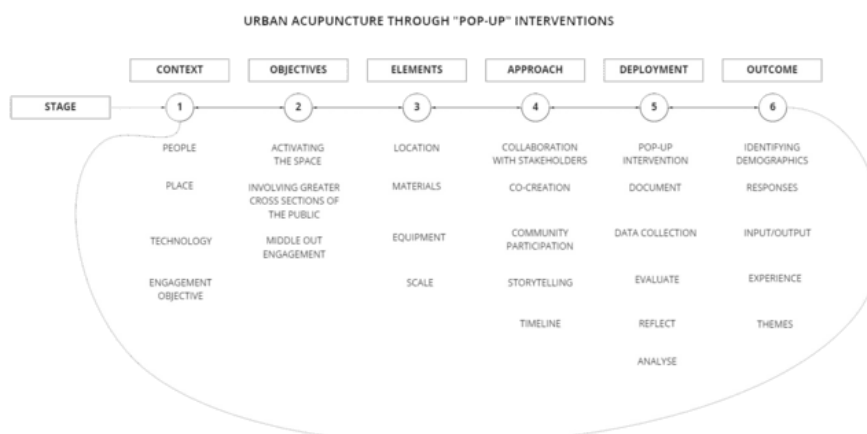 URBAN ACUPUNCTURE THROUGH "POP-UP" INTERVENTIONS
CONTEXT
OBJECTIVES
ELEMENTS
APPROACH
DEPLOYMENT
OUTCOME
STAGE
1
2
3
4
5
6
PEOPLE
PLACE
TECHNOLOGY
ENGAGEMENT
OBJECTIVE
ACTIVATING
THE SPACE
INVOLVING GREATER
CROSS SECTIONS OF
THE PUBLIC
MIDDLE OUT
ENGAGEMENT
LOCATION
MATERIALS
EQUIPMENT
SCALE
COLLABORATION
WITH STAKEHOLDERS
CO-CREATION
COMMUNITY
PARTICIPATION
STORYTELLING
TIMELINE
POP-UP
INTERVENTION
DOCUMENT
DATA COLLECTION
EVALUATE
REFLECT
ANALYSE
IDENTIFYING
DEMOGRAPHICS
RESPONSES
INPUT/OUTPUT
EXPERIENCE
THEMES